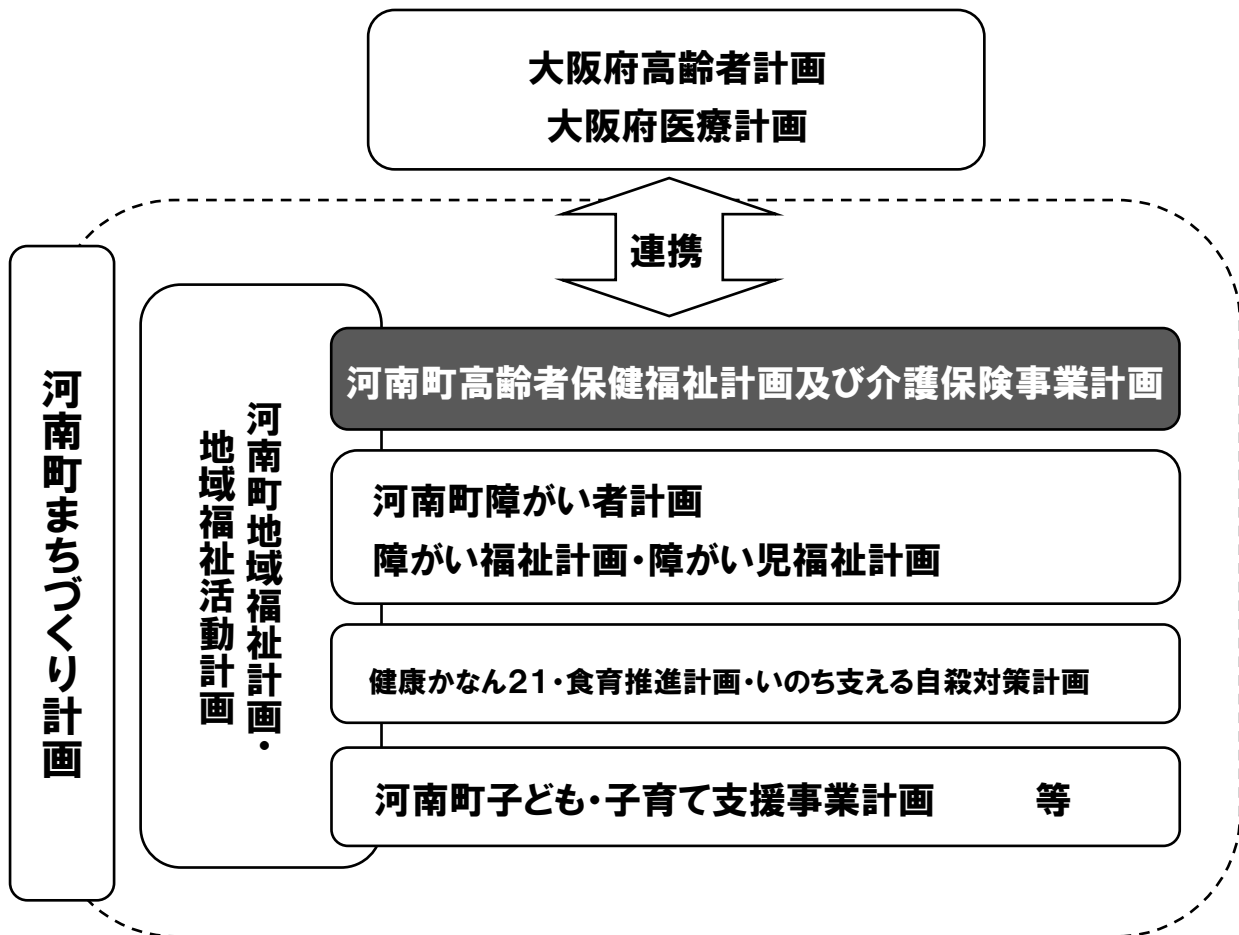 大阪府高齢者計画
大阪府医療計画
連携
河南町まちづくり計画
河南町地域福祉計画・
地域福祉活動計画
河南町高齢者保健福祉計画及び介護保険事業計画
河南町障がい者計画
障がい福祉計画・障がい児福祉計画
健康かなん21・食育推進計画・いのち支える自殺対策計画
河南町子ども・子育て支援事業計画　　等